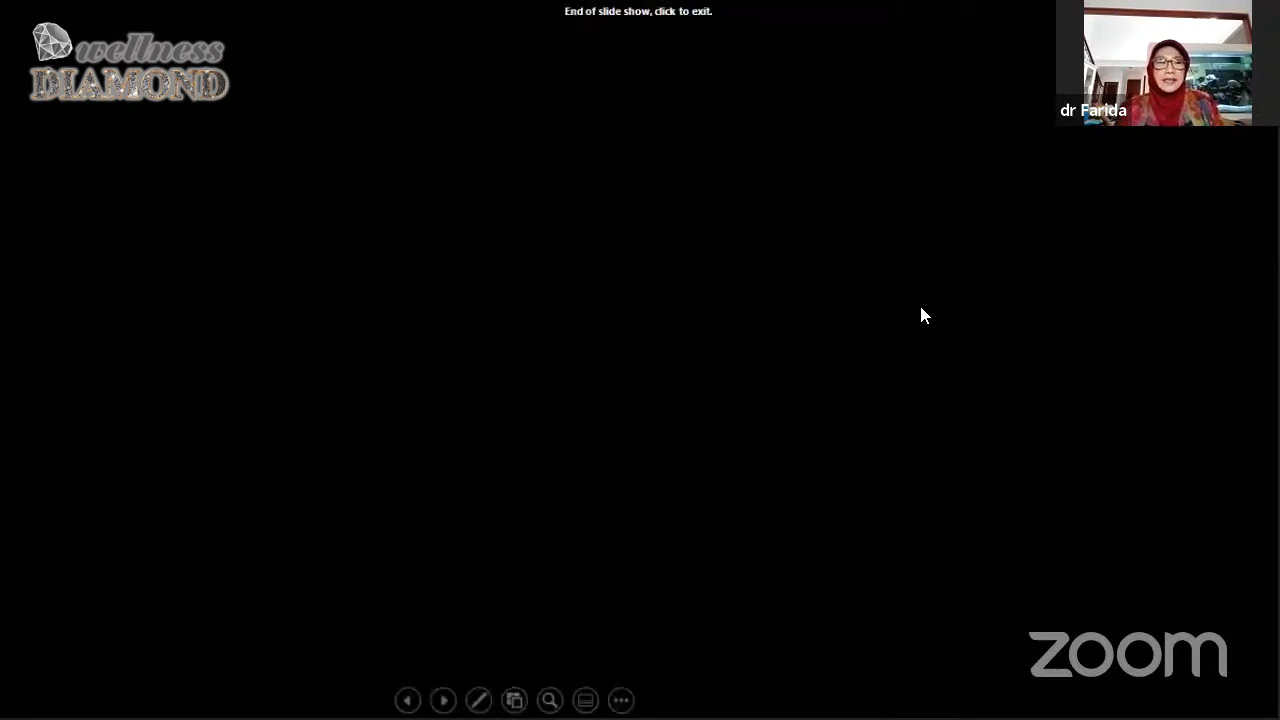 End of slide show, click to exit.
wellness
DIAMOND
dr Farida
zoom